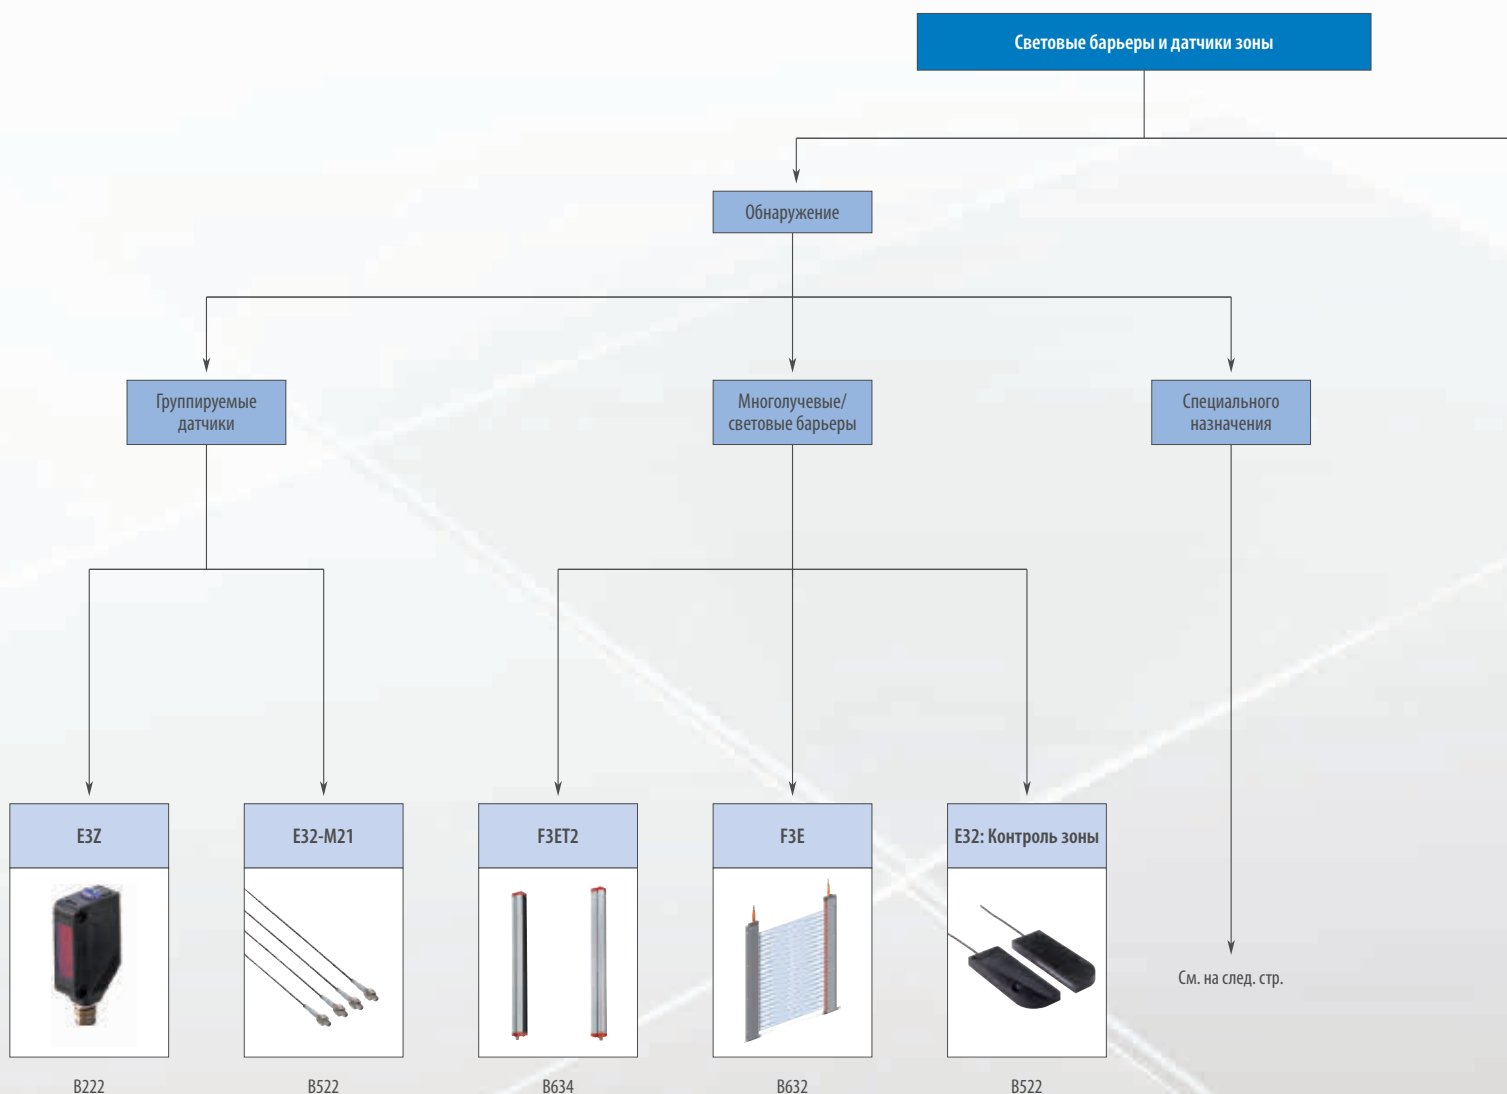 Световые барьеры и датчики зоны
Обнаружение
Группируемые
датчики
Многолучевые/
световые барьеры
Специального
назначения
E3Z
E32-M21
F3ET2
F3E
E32: Контроль зоны
См. на след. стр.
B222
B522
B634
B632
B522